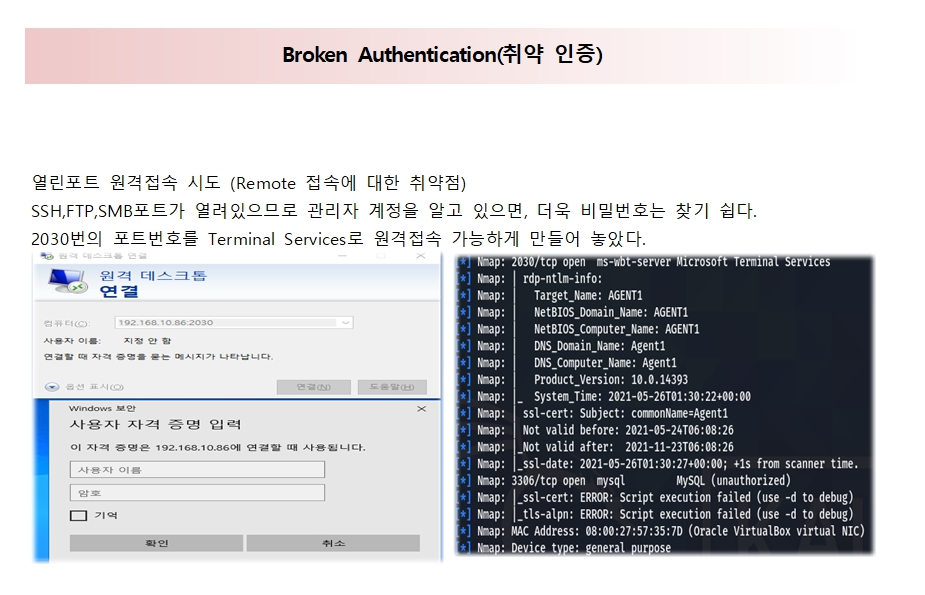 Broken Authentication(취약 인증)
열린포트 원격접속 시도 (Remote 접속에 대한 취약점)
SSH,FTP,SMB포트가 열려있으므로 관리자 계정을 알고 있으면, 더욱 비밀번호는 찾기 쉽다.
2030번의 포트번호를 Terminal Services로 원격접속 가능하게 만들어 놓았다.
원격 데스크톱 연결
원격 데스크톱
연결
컴퓨터(C): 192.168.10.86:2030
사용자 이름: 지정 안 함
연결할 때 자격 증명을 묻는 메시지가 나타납니다.
옵션 표시(O) 연결(N) 도움말(H)
Windows 보안
사용자 자격 증명 입력
이 자격 증명은 192.168.10.86에 연결할 때 사용됩니다.
사용자 이름
암호
기억
확인 취소
[*] Nmap: 2030/tcp open ms-wbt-server Microsoft Terminal Services
[*] Nmap: | rdp-ntlm-info:
[*] Nmap: | Target_Name: AGENT1
[*] Nmap: | NetBIOS_Domain_Name: AGENT1
[*] Nmap: | NetBIOS_Computer_Name: AGENT1
[*] Nmap: | DNS_Domain_Name: Agent1
[*] Nmap: | DNS_Computer_Name: Agent1
[*] Nmap: | Product_Version: 10.0.14393
[*] Nmap: |_ System_Time: 2021-05-26T01:30:22+00:00
[*] Nmap: | ssl-cert: Subject: commonName=Agent1
[*] Nmap: | Not valid before: 2021-05-24T06:08:26
[*] Nmap: |_Not valid after: 2021-11-23T06:08:26
[*] Nmap: |_ssl-date: 2021-05-26T01:30:27+00:00; +1s from scanner time.
[*] Nmap: 3306/tcp open mysql MySQL (unauthorized)
[*] Nmap: |_ssl-cert: ERROR: Script execution failed (use -d to debug)
[*] Nmap: |_tls-alpn: ERROR: Script execution failed (use -d to debug)
[*] Nmap: MAC Address: 08:00:27:57:35:7D (Oracle VirtualBox virtual NIC)
[*] Nmap: Device type: general purpose